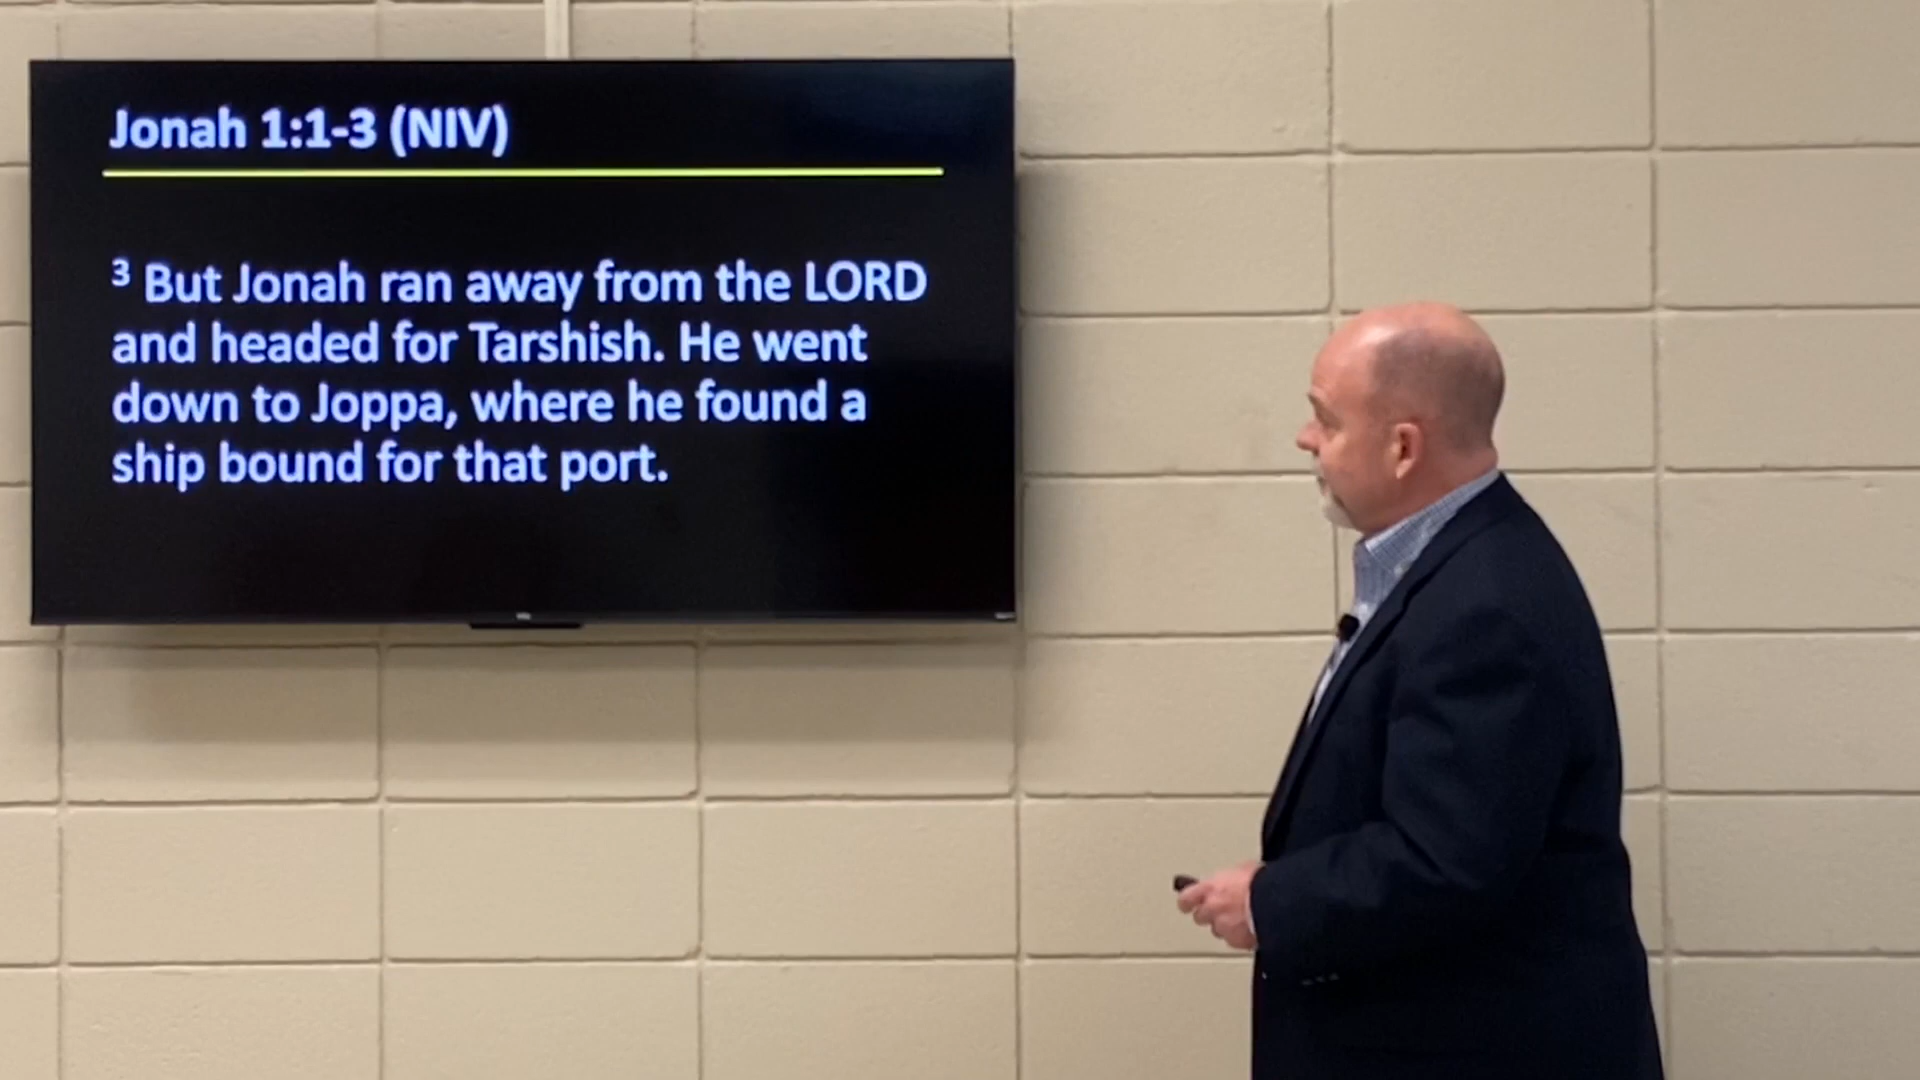 Jonah 1:1-3 (NIV)
³ But Jonah ran away from the LORD
and headed for Tarshish. He went
down to Joppa, where he found a
ship bound for that port.